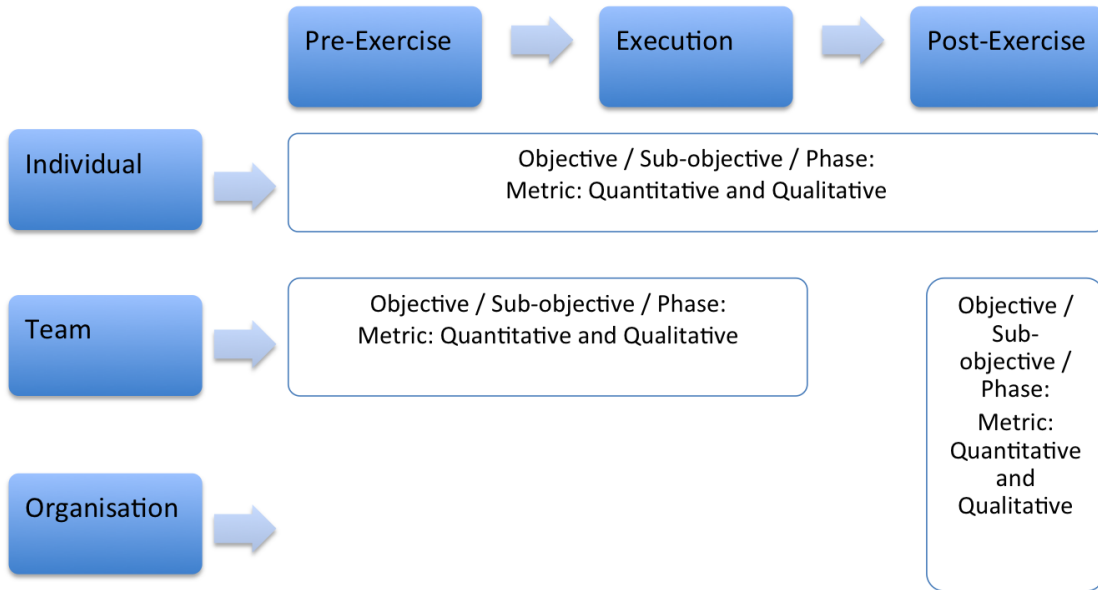 Pre-Exercise
Execution
Post-Exercise
Individual
Objective / Sub-objective / Phase:
Metric: Quantitative and Qualitative
Team
Objective / Sub-objective / Phase:
Metric: Quantitative and Qualitative
Objective /
Sub-
objective /
Phase:
Metric:
Quantitative
and
Qualitative
Organisation